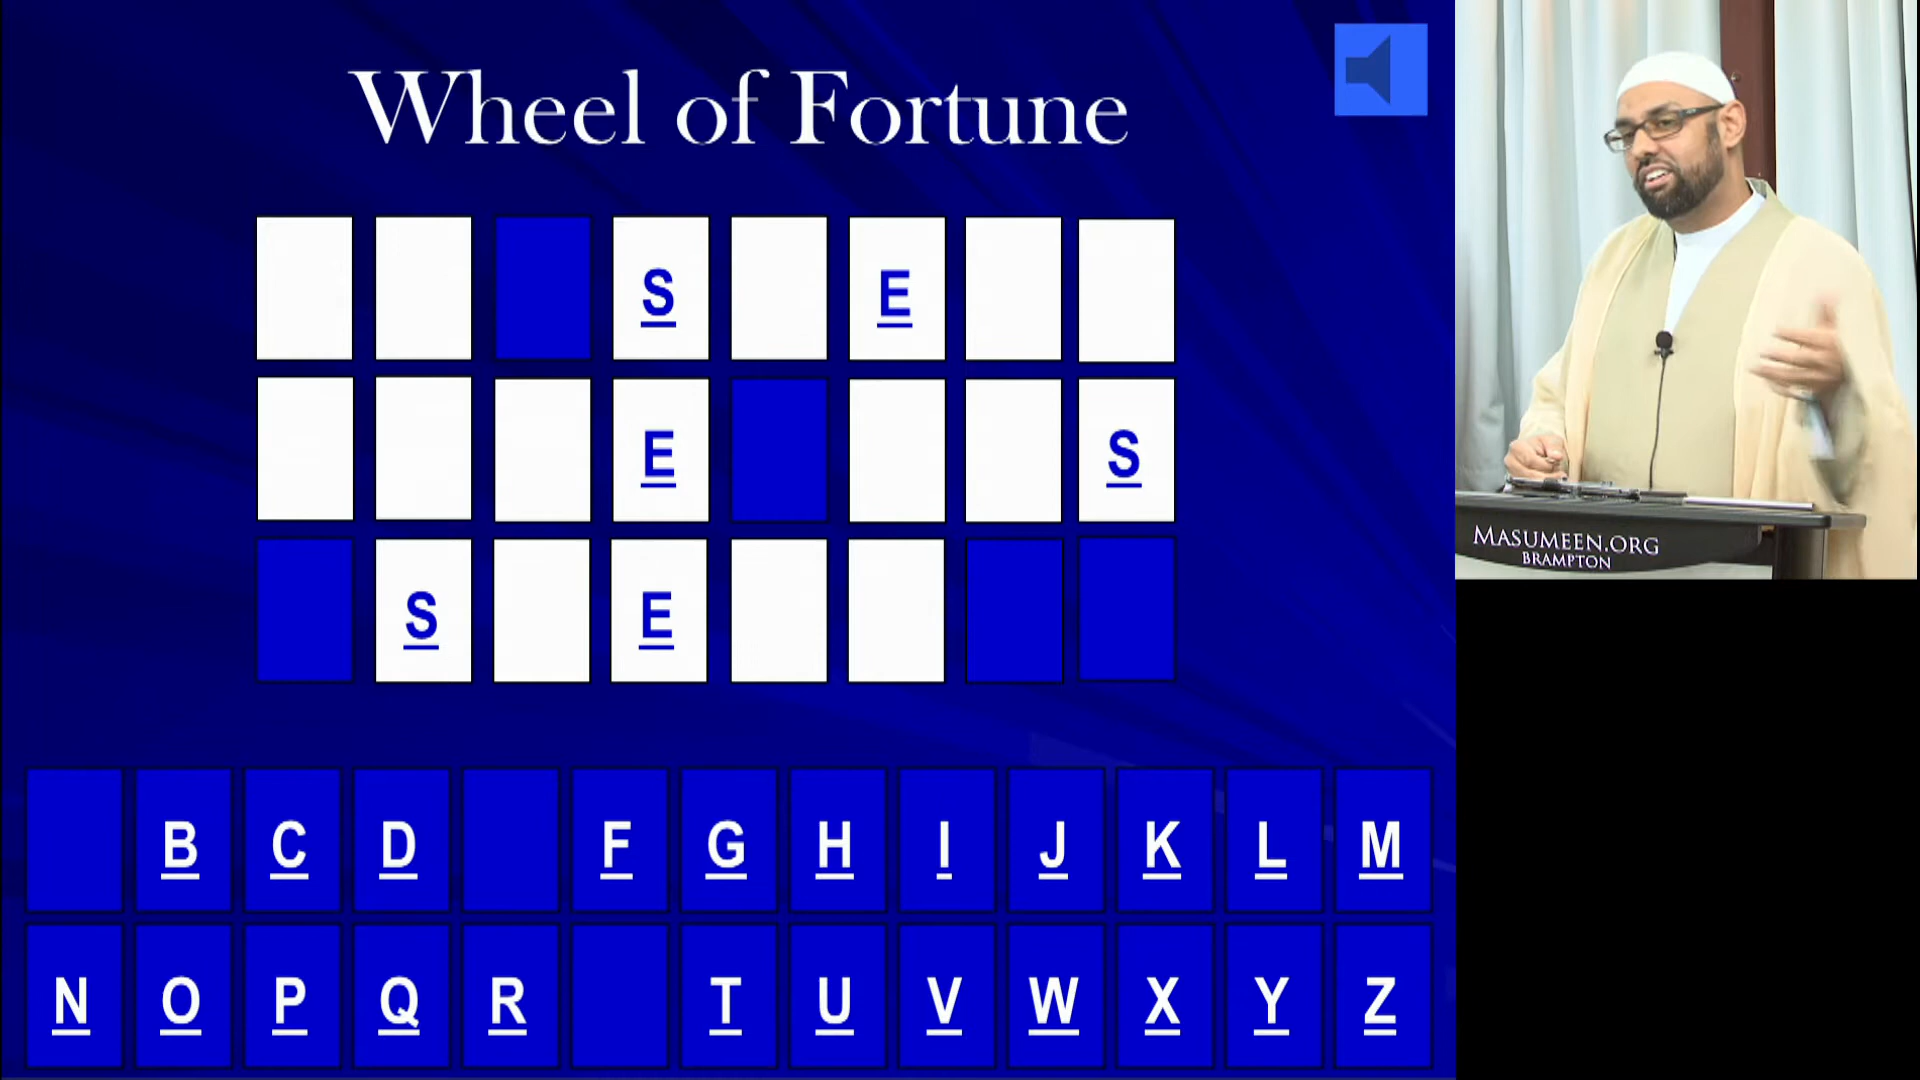 Wheel of Fortune
S E
E S
S E
B C D F G H I J K L M
N O P Q R T U V W X Y Z
MASUMEEN.ORG
BRAMPTON